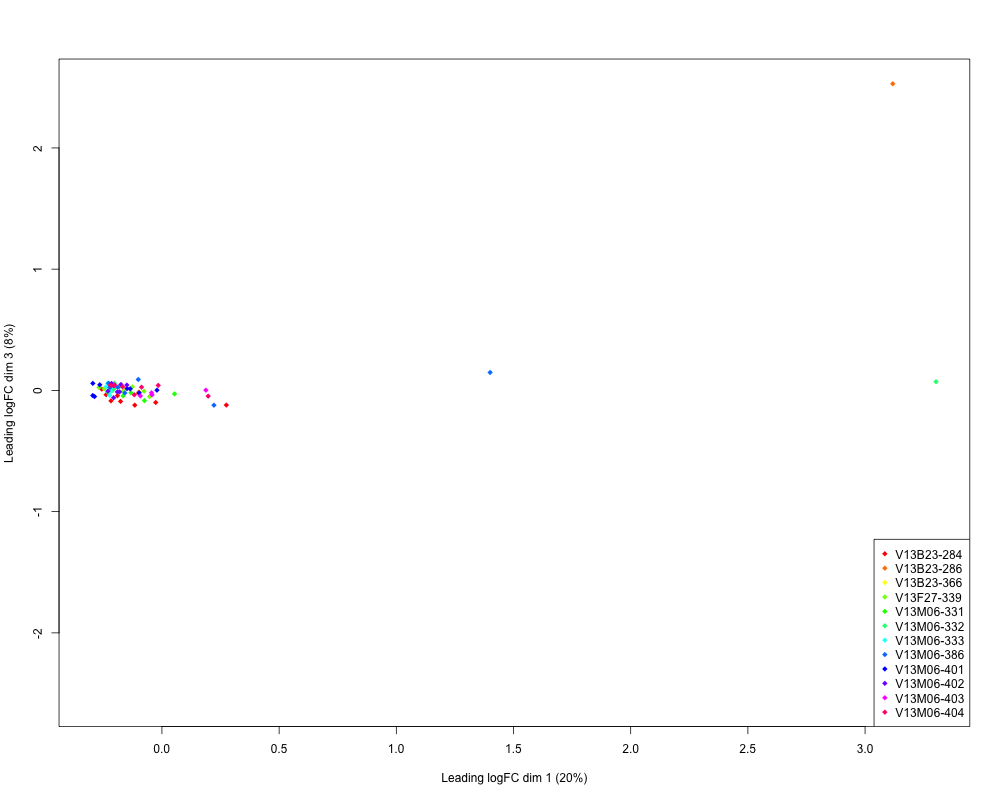 2
1
0
-1
-2
Leading logFC dim 3 (8%)
0.0 0.5 1.0 1.5 2.0 2.5 3.0
Leading logFC dim 1 (20%)
V13B23-284
V13B23-286
V13B23-366
V13F27-339
V13M06-331
V13M06-332
V13M06-333
V13M06-386
V13M06-401
V13M06-402
V13M06-403
V13M06-404